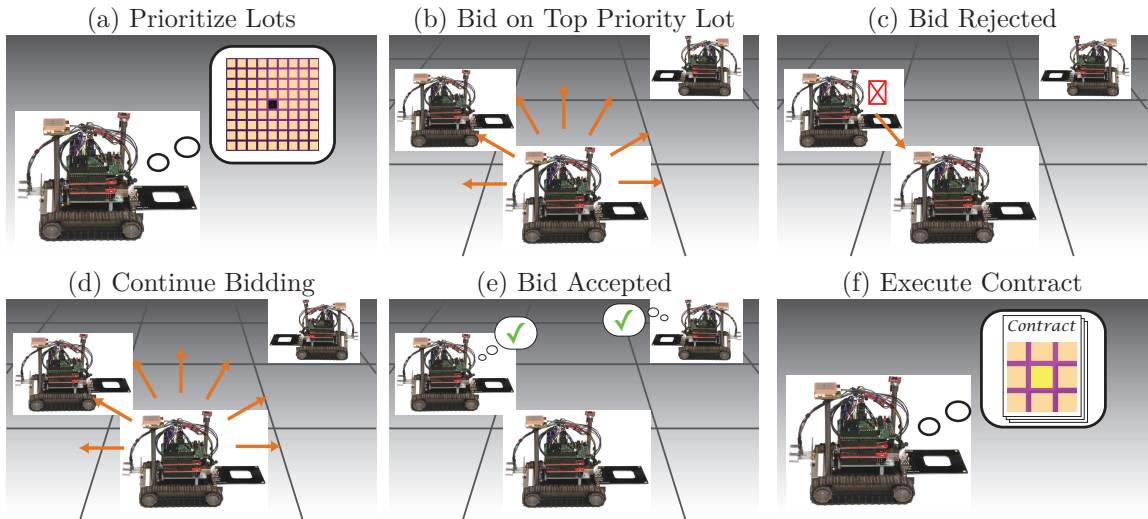 (a) Prioritize Lots
(b) Bid on Top Priority Lot
(c) Bid Rejected
(d) Continue Bidding
(e) Bid Accepted
(f) Execute Contract
Contract